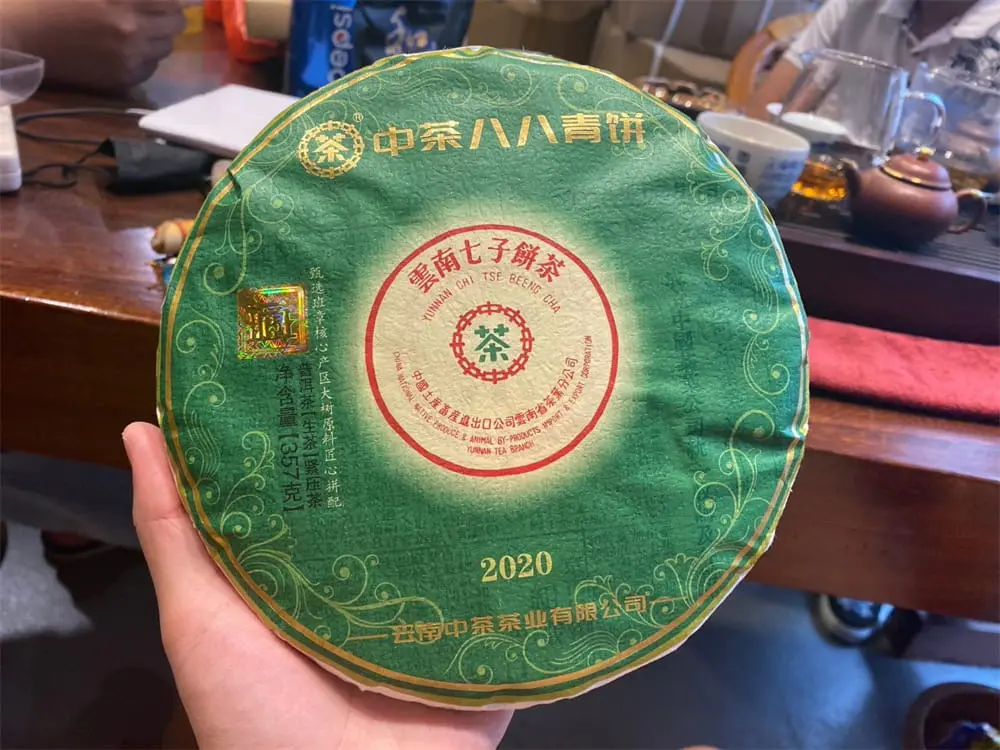 茶®
中茶八八青饼
雲南七子餅茶
YUNNAN CHI TSE BEENG CHA
茶
中國土産畜産進出口公司雲南省茶葉分公司
CHINA NATIONAL NATIVE PRODUCE & ANIMAL BY-PRODUCTS IMPORT & EXPORT CORPORATION
YUNNAN TEA BRANCH
甄选班章核心产区大树原料匠心拼配
普洱茶(生茶)紧压茶
净含量【357克】
2020
云南中茶茶业有限公司